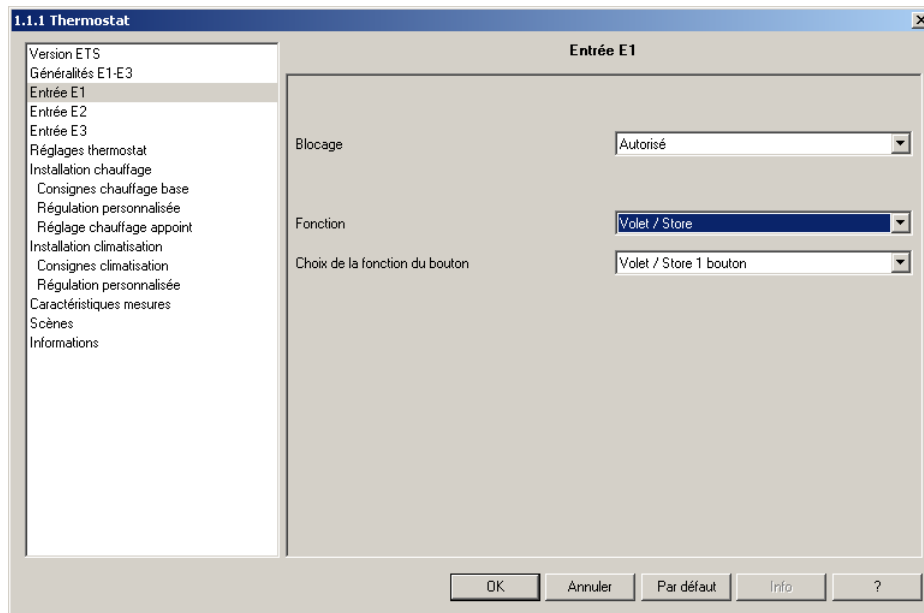 1.1.1 Thermostat
Version ETS
Généralités E1-E3
Entrée E1
Entrée E2
Entrée E3
Réglages thermostat
Installation chauffage
Consignes chauffage base
Régulation personnalisée
Réglage chauffage appoint
Installation climatisation
Consignes climatisation
Régulation personnalisée
Caractéristiques mesures
Scènes
Informations
Entrée E1
Blocage
Autorisé
Fonction
Volet / Store
Choix de la fonction du bouton
Volet / Store 1 bouton
OK
Annuler
Par défaut
Info
?